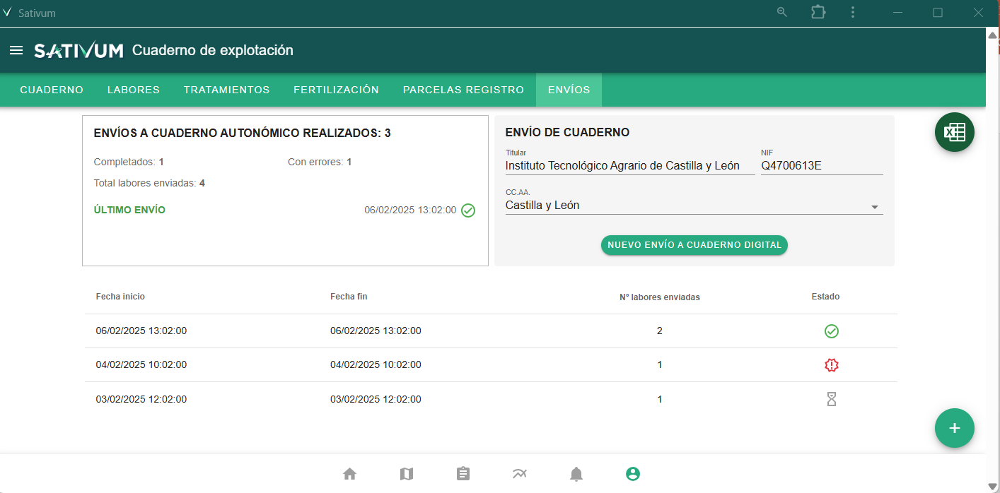 Sativum
SATIVUM Cuaderno de explotación
CUADERNO LABORES TRATAMIENTOS FERTILIZACIÓN PARCELAS REGISTRO ENVÍOS
ENVÍOS A CUADERNO AUTONÓMICO REALIZADOS: 3
Completados: 1 Con errores: 1
Total labores enviadas: 4
ÚLTIMO ENVÍO 06/02/2025 13:02:00
ENVÍO DE CUADERNO
Titular NIF
Instituto Tecnológico Agrario de Castilla y León Q4700613E
CC.AA.
Castilla y León
NUEVO ENVÍO A CUADERNO DIGITAL
X
Fecha inicio Fecha fin Nº labores enviadas Estado
06/02/2025 13:02:00 06/02/2025 13:02:00 2
04/02/2025 10:02:00 04/02/2025 10:02:00 1
03/02/2025 12:02:00 03/02/2025 12:02:00 1